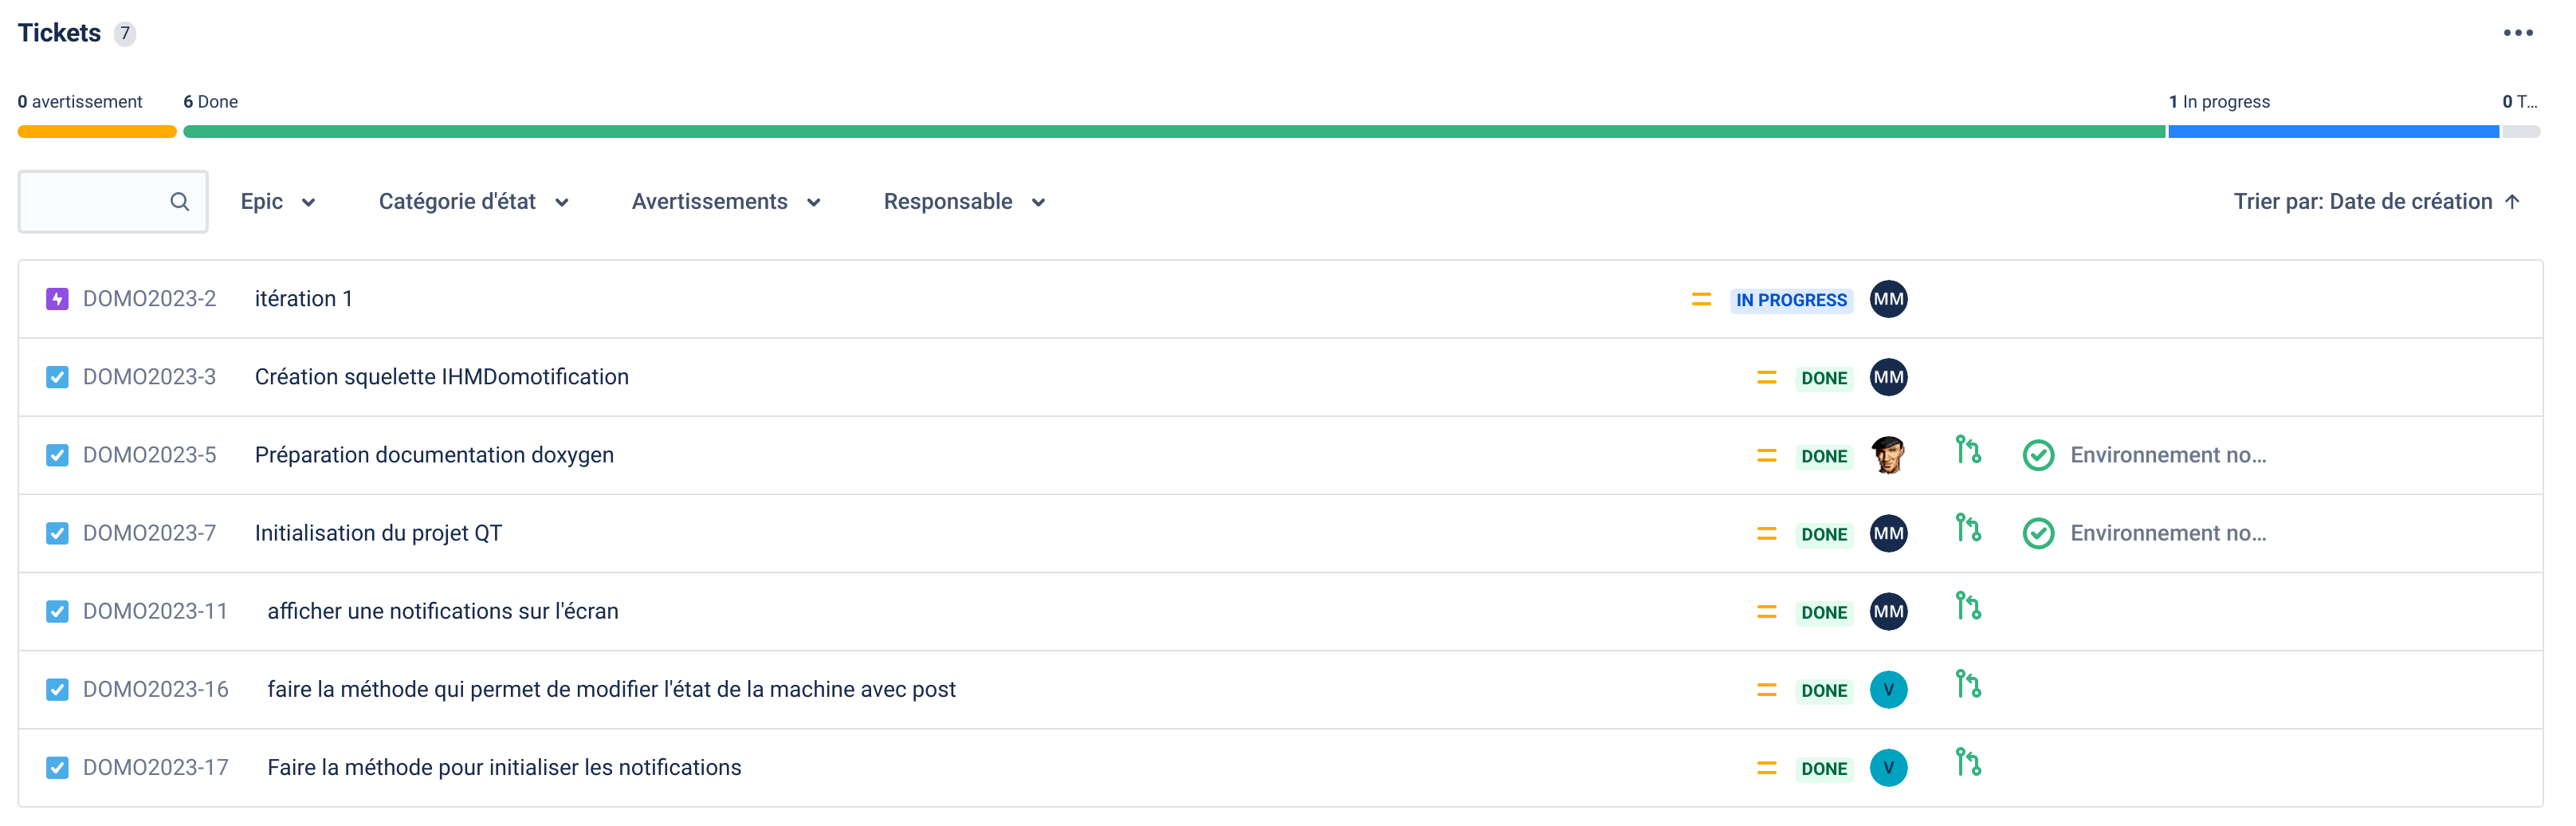 Tickets 7
0 avertissement 6 Done 1 In progress 0 T...
Epic Catégorie d'état Avertissements Responsable Trier par: Date de création
DOMO2023-2 itération 1 IN PROGRESS MM
DOMO2023-3 Création squelette IHMDomotification DONE MM
DOMO2023-5 Préparation documentation doxygen DONE Environnement no...
DOMO2023-7 Initialisation du projet QT DONE MM Environnement no...
DOMO2023-11 afficher une notifications sur l'écran DONE MM
DOMO2023-16 faire la méthode qui permet de modifier l'état de la machine avec post DONE V
DOMO2023-17 Faire la méthode pour initialiser les notifications DONE V